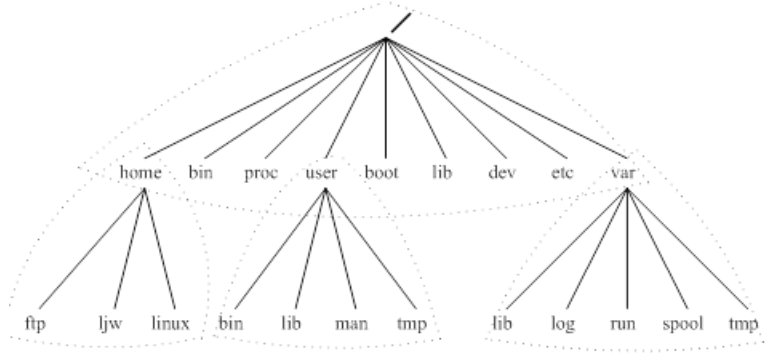 /
home bin proc user boot lib dev etc var
ftp ljw linux bin lib man tmp lib log run spool tmp